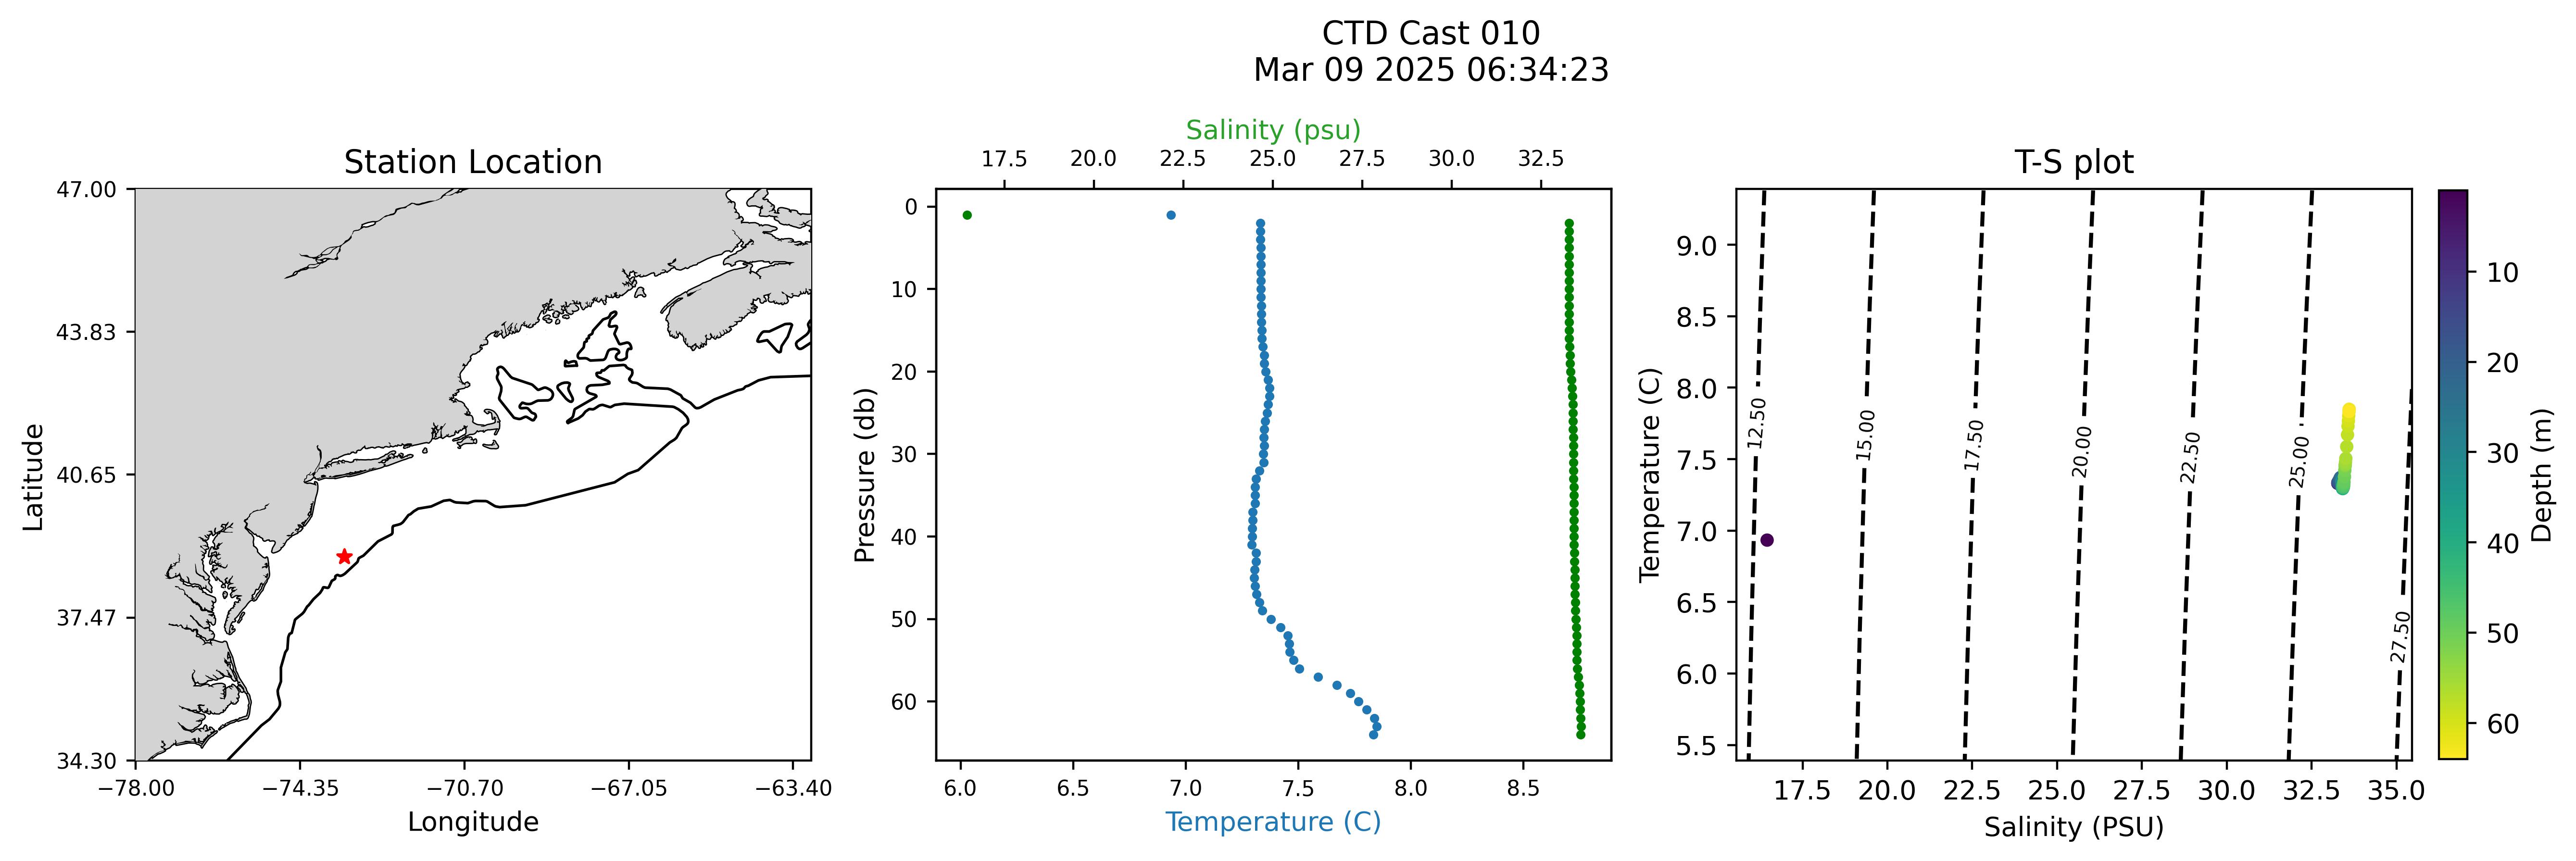 CTD Cast 010
Mar 09 2025 06:34:23
Station Location
47.00
43.83
40.65
37.47
34.30
Latitude
−78.00 −74.35 −70.70 −67.05 −63.40
Longitude
Salinity (psu)
17.5 20.0 22.5 25.0 27.5 30.0 32.5
0
10
20
30
40
50
60
Pressure (db)
6.0 6.5 7.0 7.5 8.0 8.5
Temperature (C)
T-S plot
9.0
8.5
8.0
7.5
7.0
6.5
6.0
5.5
Temperature (C)
12.50 15.00 17.50 20.00 22.50 25.00 27.50
17.5 20.0 22.5 25.0 27.5 30.0 32.5 35.0
Salinity (PSU)
10
20
30
40
50
60
Depth (m)